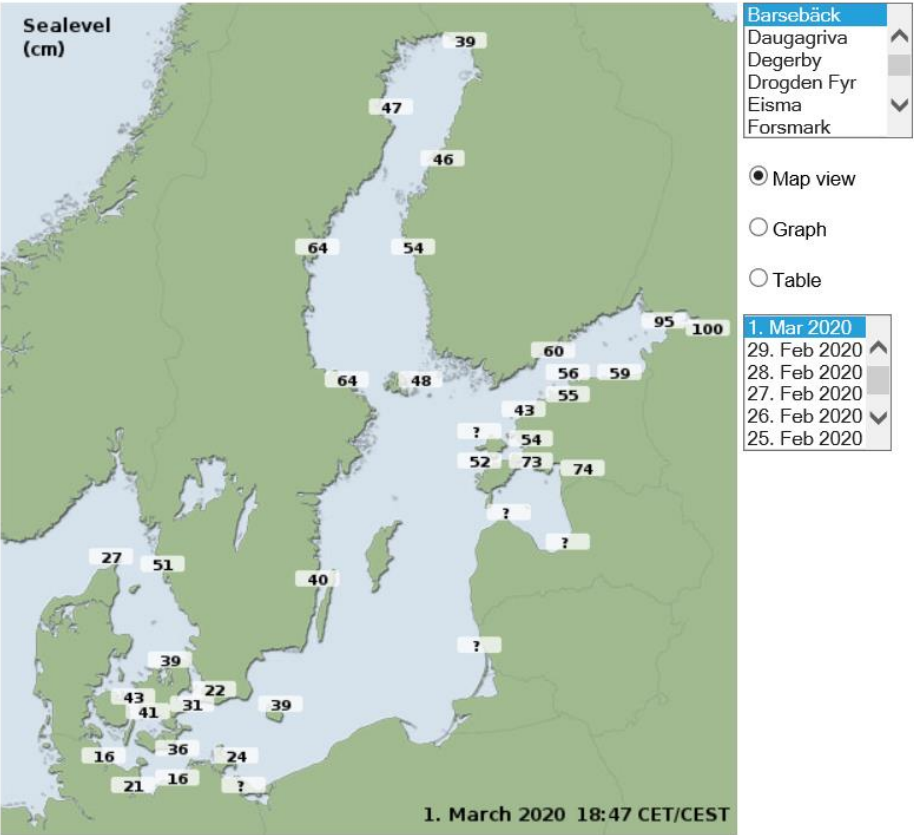 Sealevel
(cm)
39
47
46
64
54
95
100
60
56
59
64
48
55
43
?
54
52
73
74
?
?
27
51
40
?
39
22
43
31
39
41
36
16
24
16
21
?
1. March 2020 18:47 CET/CEST
Barsebäck
Daugagriva
Degerby
Drogden Fyr
Eisma
Forsmark
Map view
Graph
Table
1. Mar 2020
29. Feb 2020
28. Feb 2020
27. Feb 2020
26. Feb 2020
25. Feb 2020